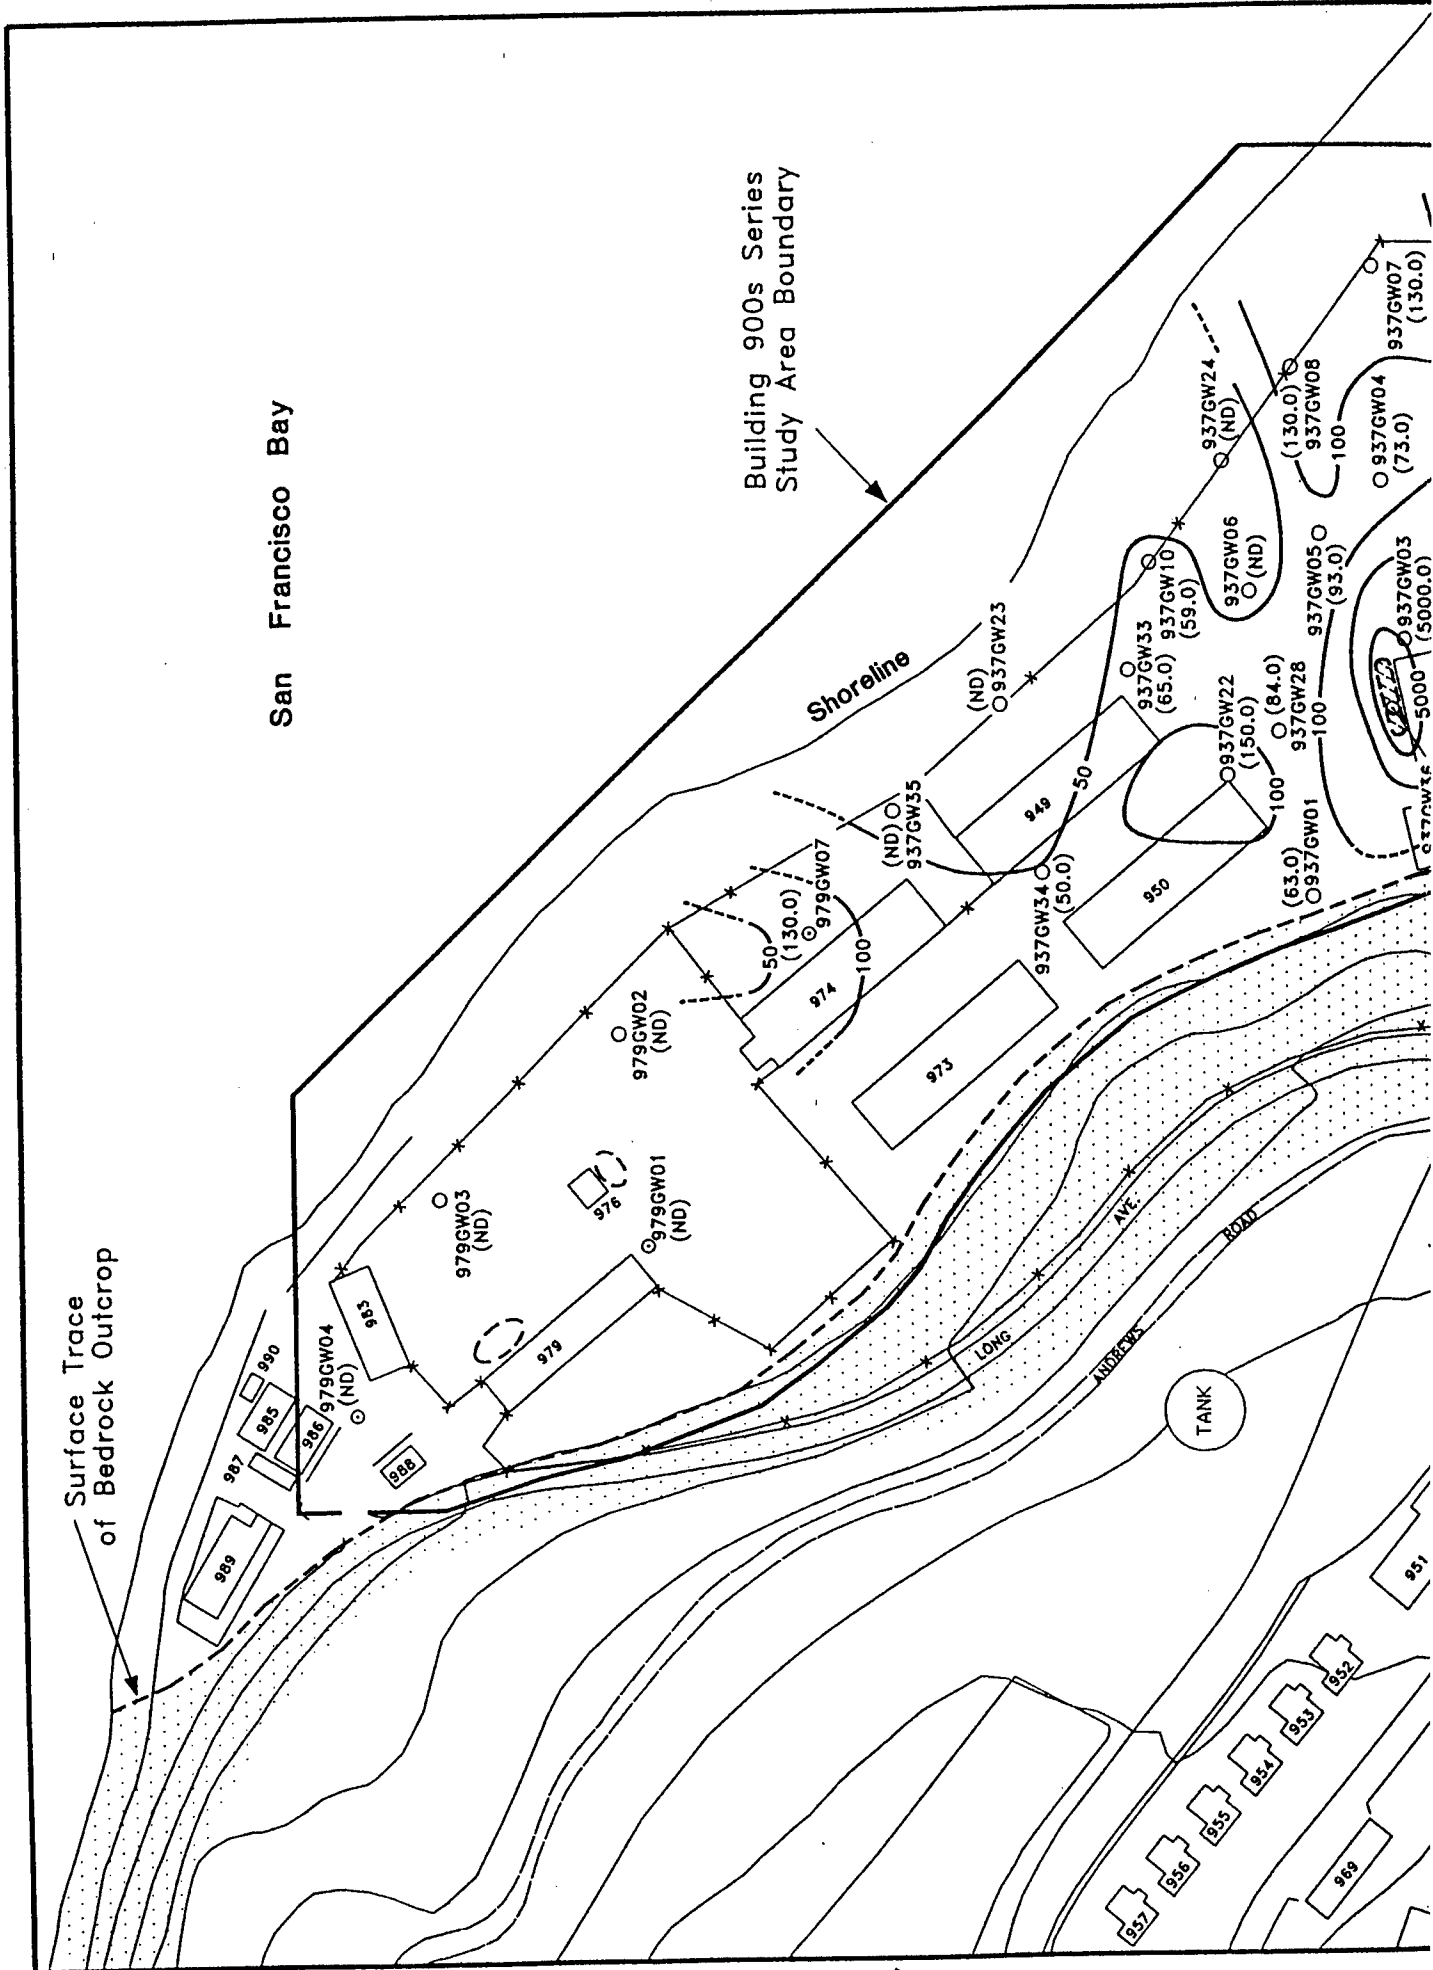 San Francisco Bay
Building 900s Series
Study Area Boundary
Shoreline
Surface Trace
of Bedrock Outcrop
990
985
987
986
989
988
983
979GW04
(ND)
979GW03
(ND)
976
979GW01
(ND)
979
979GW02
(ND)
50
(130.0)
979GW07
100
974
973
(ND)
937GW35
(ND)
937GW23
949
50
937GW34
(50.0)
950
937GW33
(65.0)
937GW10
(59.0)
937GW24
(ND)
937GW06
(ND)
937GW22
(150.0)
100
(84.0)
937GW28
100
(63.0)
937GW01
937GW05
(93.0)
(130.0)
937GW08
100
937GW04
(73.0)
937GW07
(130.0)
937GW03
(5000.0)
5000
LONG
AVE.
ANDREWS
ROAD
TANK
951
952
953
954
955
956
957
969